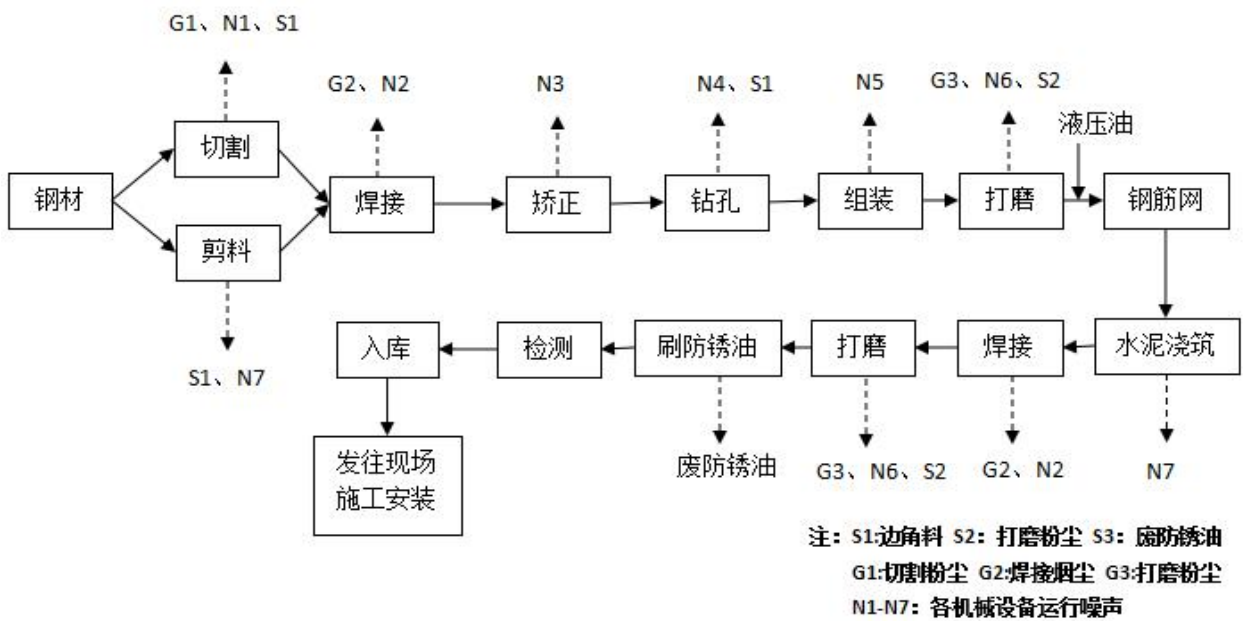 G1、N1、S1
G2、N2
N3
N4、S1
N5
G3、N6、S2
液压油
切割
钢材
焊接
矫正
钻孔
组装
打磨
钢筋网
剪料
S1、N7
入库
检测
刷防锈油
打磨
焊接
水泥浇筑
发往现场
施工安装
废防锈油
G3、N6、S2
G2、N2
N7
注：S1:边角料 S2：打磨粉尘 S3：废防锈油
G1:切割粉尘 G2:焊接烟尘 G3:打磨粉尘
N1-N7：各机械设备运行噪声